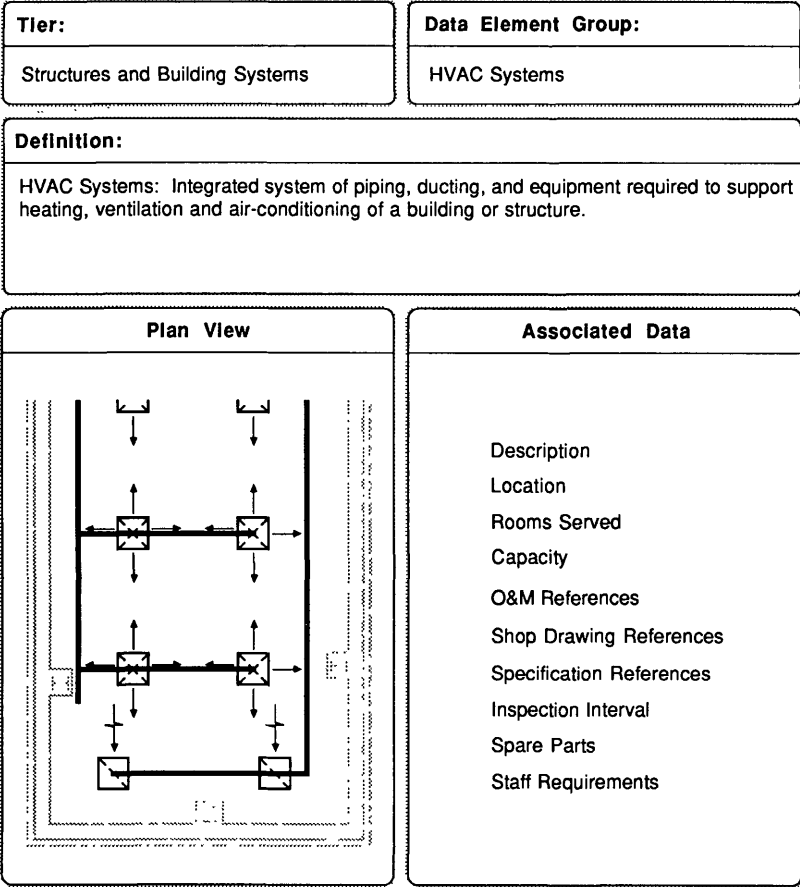 Tier:
Structures and Building Systems
Data Element Group:
HVAC Systems
Definition:
HVAC Systems: Integrated system of piping, ducting, and equipment required to support
heating, ventilation and air-conditioning of a building or structure.
Plan View
Associated Data
Description
Location
Rooms Served
Capacity
O&M References
Shop Drawing References
Specification References
Inspection Interval
Spare Parts
Staff Requirements